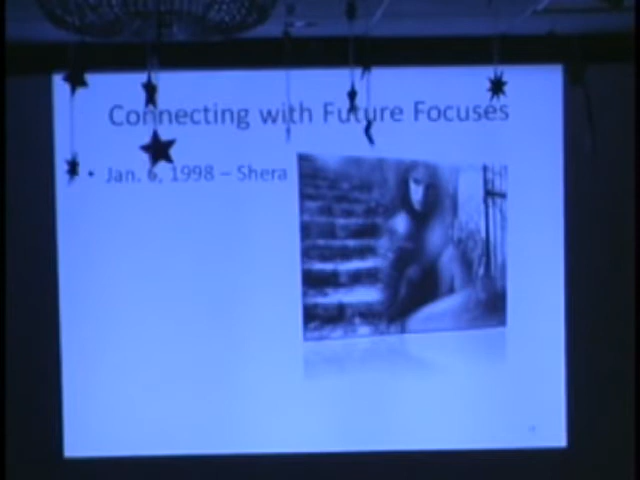 Connecting with Future Focuses
• Jan. 6, 1998 – Shera